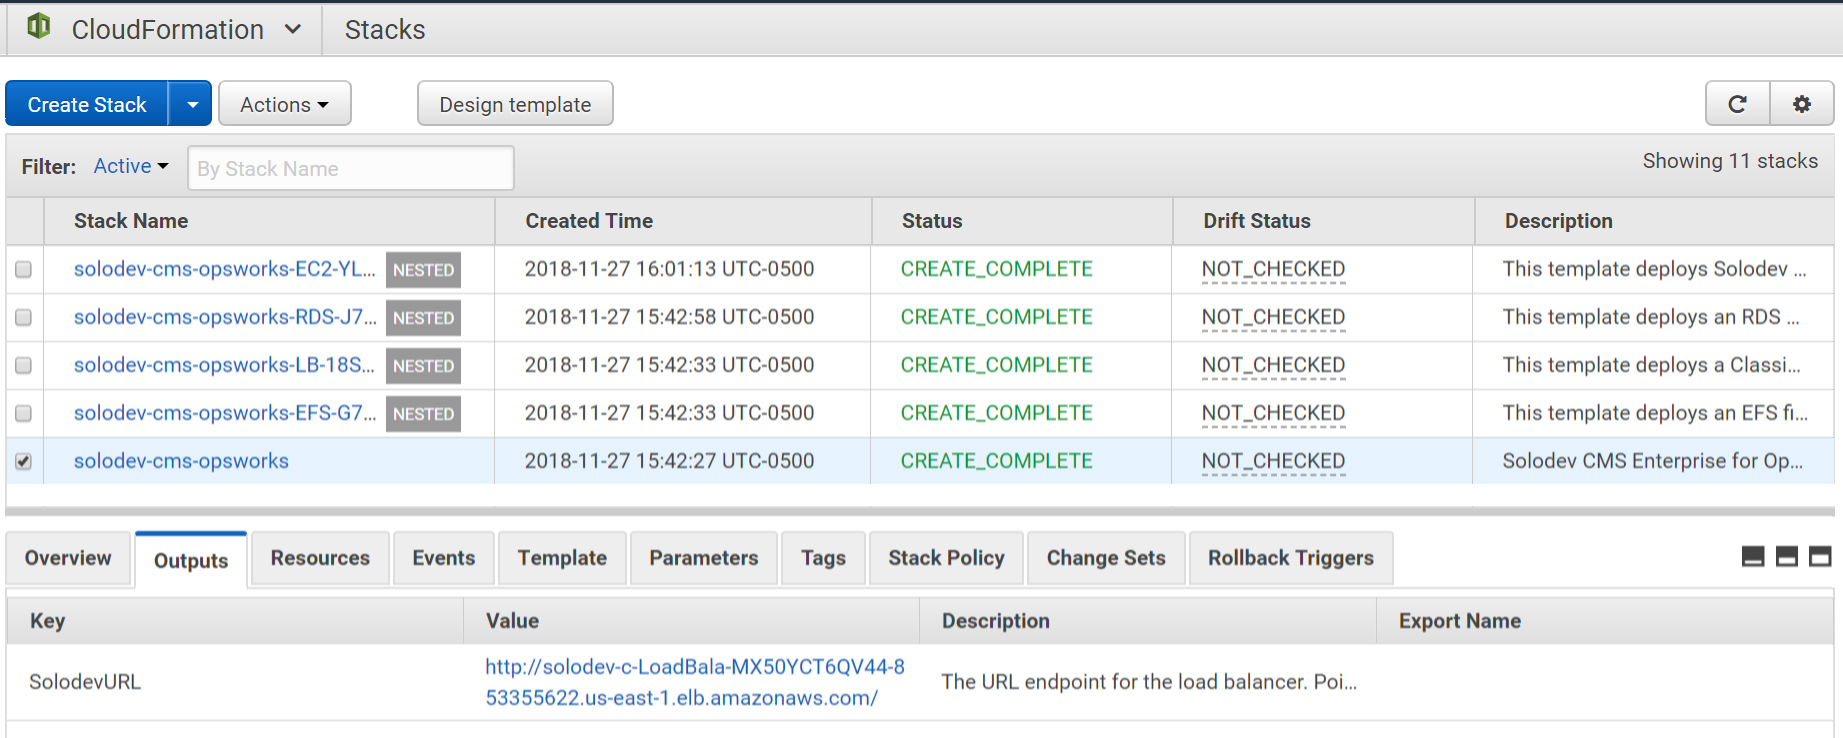 CloudFormation Stacks
Create Stack Actions Design template
Filter: Active By Stack Name Showing 11 stacks
Stack Name Created Time Status Drift Status Description
solodev-cms-opsworks-EC2-YL... NESTED 2018-11-27 16:01:13 UTC-0500 CREATE_COMPLETE NOT_CHECKED This template deploys Solodev ...
solodev-cms-opsworks-RDS-J7... NESTED 2018-11-27 15:42:58 UTC-0500 CREATE_COMPLETE NOT_CHECKED This template deploys an RDS ...
solodev-cms-opsworks-LB-18S... NESTED 2018-11-27 15:42:33 UTC-0500 CREATE_COMPLETE NOT_CHECKED This template deploys a Classi...
solodev-cms-opsworks-EFS-G7... NESTED 2018-11-27 15:42:33 UTC-0500 CREATE_COMPLETE NOT_CHECKED This template deploys an EFS fi...
solodev-cms-opsworks 2018-11-27 15:42:27 UTC-0500 CREATE_COMPLETE NOT_CHECKED Solodev CMS Enterprise for Op...
Overview Outputs Resources Events Template Parameters Tags Stack Policy Change Sets Rollback Triggers
Key Value Description Export Name
SolodevURL http://solodev-c-LoadBala-MX50YCT6QV44-8 The URL endpoint for the load balancer. Poi...
53355622.us-east-1.elb.amazonaws.com/